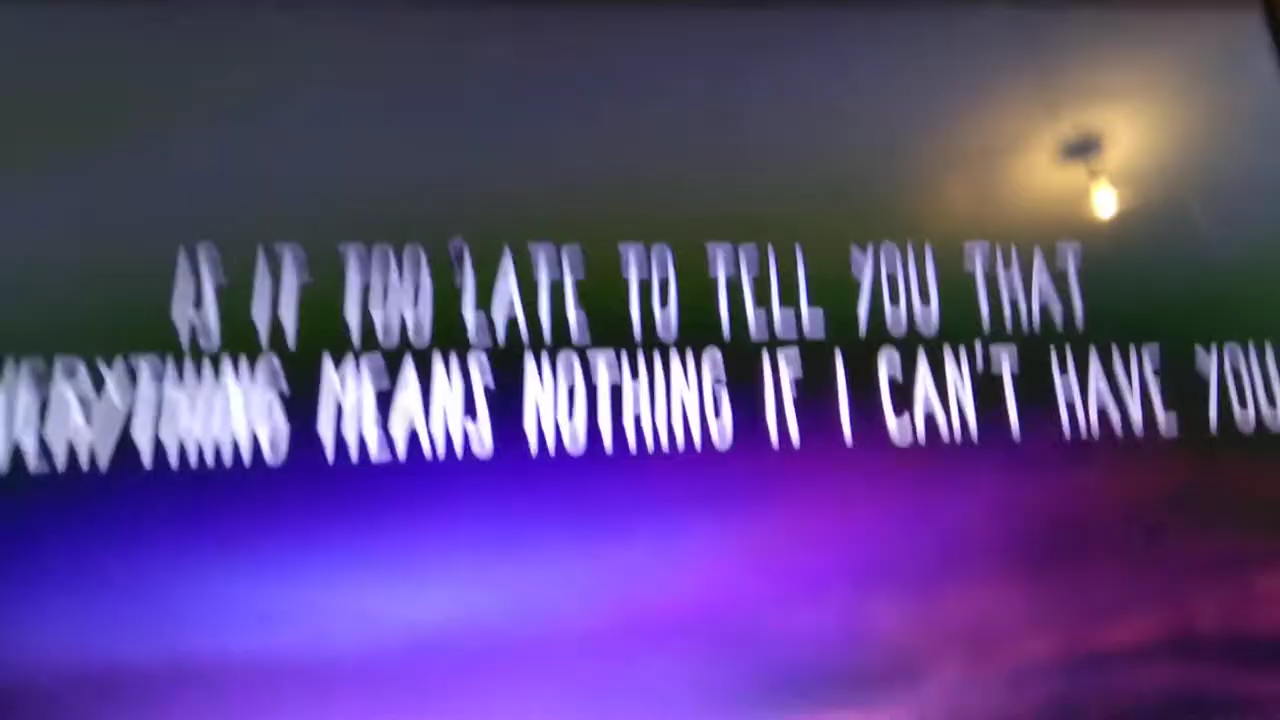 IS IT TOO LATE TO TELL YOU THAT
EVERYTHING MEANS NOTHING IF I CAN'T HAVE YOU